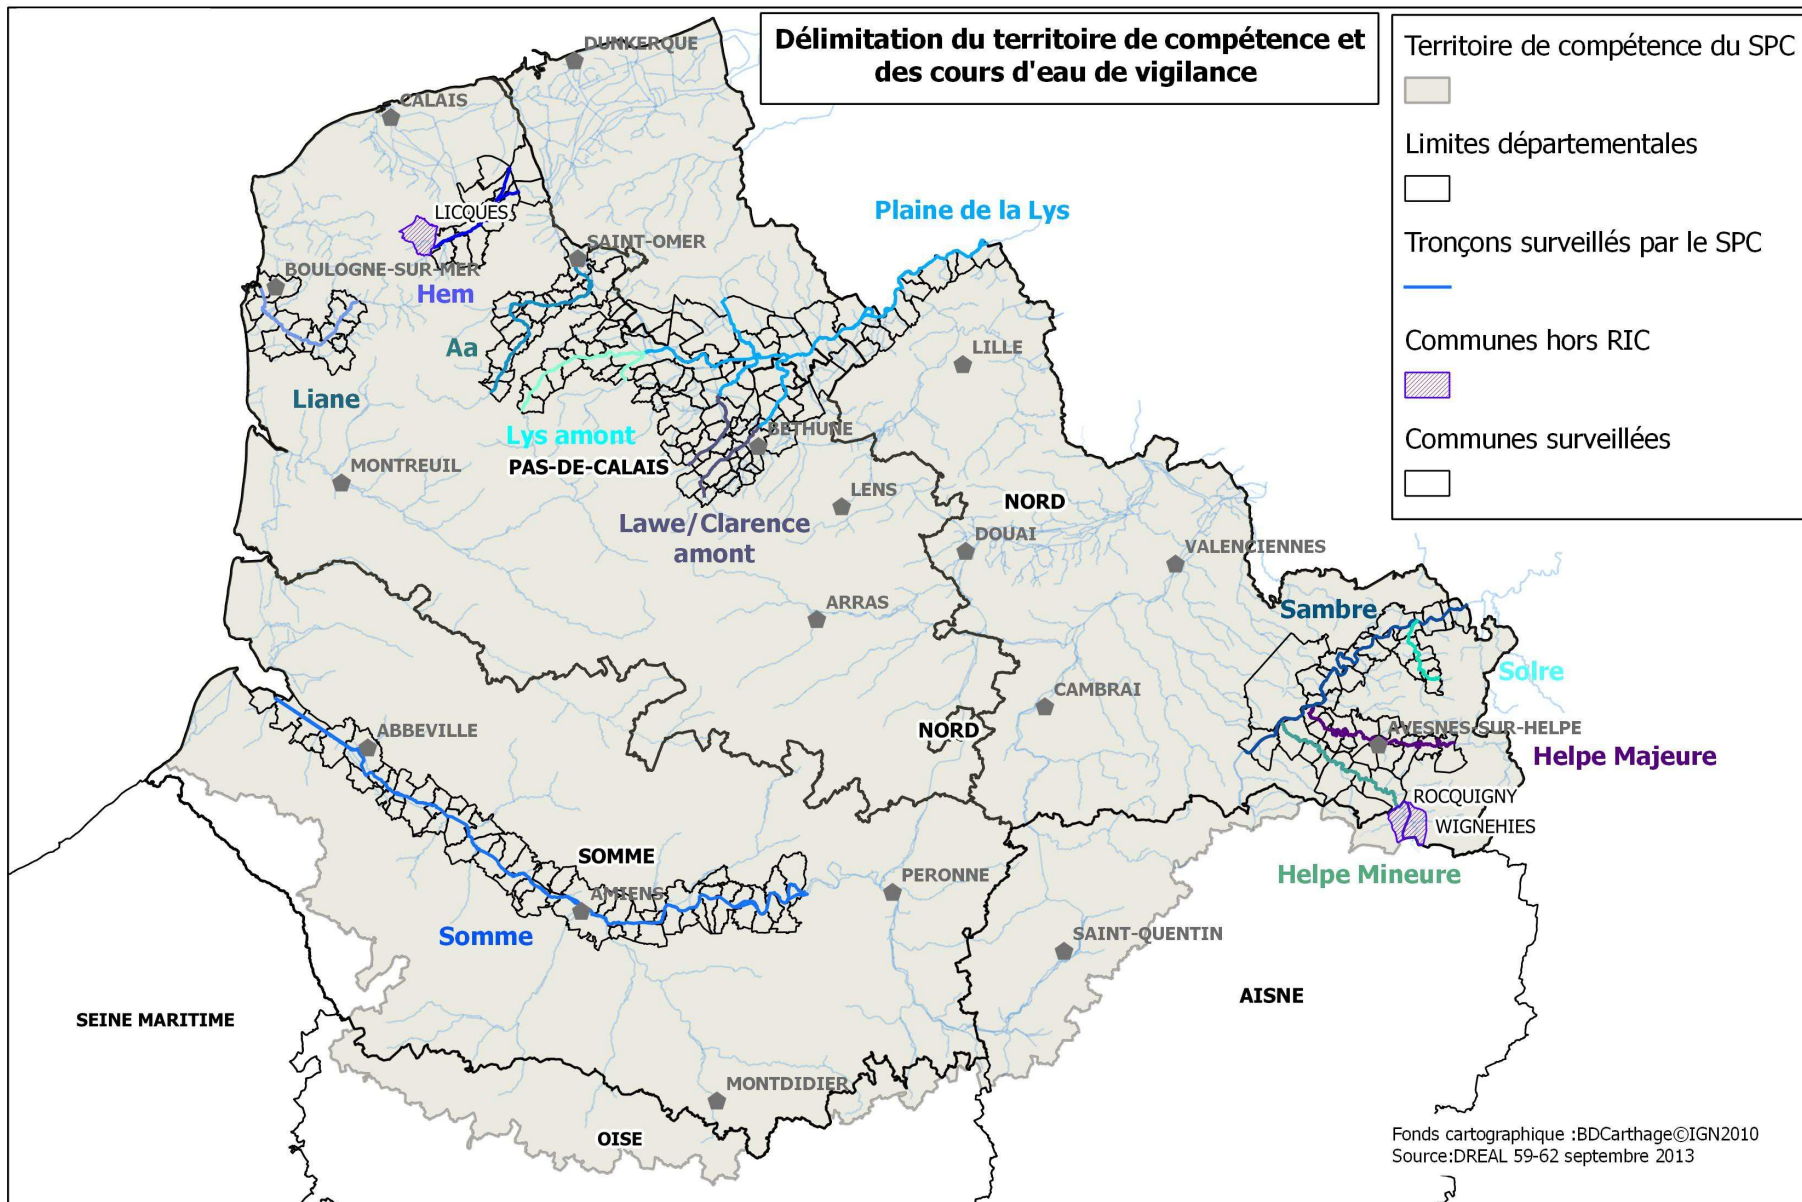 Délimitation du territoire de compétence et
des cours d'eau de vigilance
Territoire de compétence du SPC
Limites départementales
Tronçons surveillés par le SPC
Communes hors RIC
Communes surveillées
DUNKERQUE
CALAIS
LICQUES
Plaine de la Lys
SAINT-OMER
BOULOGNE-SUR-MER
Hem
Aa
LILLE
Liane
Lys amont
BETHUNE
MONTREUIL
PAS-DE-CALAIS
LENS
NORD
Lawe/Clarence
amont
DOUAI
VALENCIENNES
ARRAS
Sambre
Solre
CAMBRAI
ABBEVILLE
NORD
AVESNES-SUR-HELPE
Helpe Majeure
ROCQUIGNY
WIGNEHIES
SOMME
PERONNE
Helpe Mineure
AMIENS
Somme
SAINT-QUENTIN
AISNE
SEINE MARITIME
MONTDIDIER
OISE
Fonds cartographique :BDCarthage©IGN2010
Source:DREAL 59-62 septembre 2013